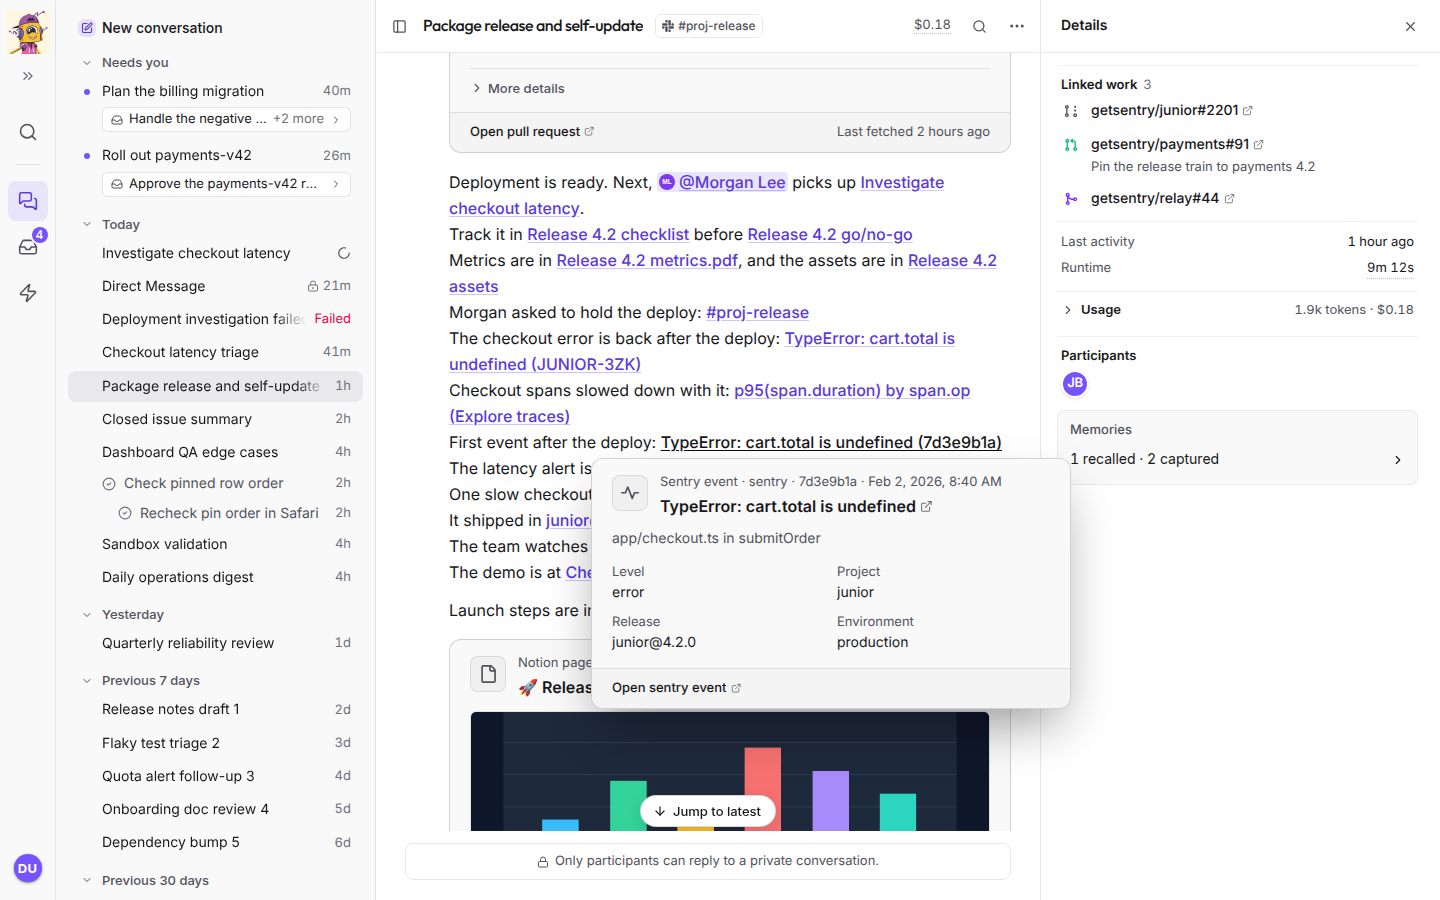 New conversation
Needs you
Plan the billing migration 40m
Handle the negative ... +2 more
Roll out payments-v42 26m
Approve the payments-v42 r...
Today
Investigate checkout latency
Direct Message 21m
Deployment investigation failed Failed
Checkout latency triage 41m
Package release and self-update 1h
Closed issue summary 2h
Dashboard QA edge cases 4h
Check pinned row order 2h
Recheck pin order in Safari 2h
Sandbox validation 4h
Daily operations digest 4h
Yesterday
Quarterly reliability review 1d
Previous 7 days
Release notes draft 1 2d
Flaky test triage 2 3d
Quota alert follow-up 3 4d
Onboarding doc review 4 5d
Dependency bump 5 6d
Previous 30 days
4
DU
Package release and self-update #proj-release $0.18
More details
Open pull request Last fetched 2 hours ago
Deployment is ready. Next, ML @Morgan Lee picks up Investigate
checkout latency.
Track it in Release 4.2 checklist before Release 4.2 go/no-go
Metrics are in Release 4.2 metrics.pdf, and the assets are in Release 4.2
assets
Morgan asked to hold the deploy: #proj-release
The checkout error is back after the deploy: TypeError: cart.total is
undefined (JUNIOR-3ZK)
Checkout spans slowed down with it: p95(span.duration) by span.op
(Explore traces)
First event after the deploy: TypeError: cart.total is undefined (7d3e9b1a)
The latency alert is
One slow checkout
It shipped in junior
The team watches
The demo is at Che
Launch steps are in
Notion page
🚀 Releas
Sentry event · sentry · 7d3e9b1a · Feb 2, 2026, 8:40 AM
TypeError: cart.total is undefined
app/checkout.ts in submitOrder
Level Project
error junior
Release Environment
junior@4.2.0 production
Open sentry event
Jump to latest
Only participants can reply to a private conversation.
Details
Linked work 3
getsentry/junior#2201
getsentry/payments#91
Pin the release train to payments 4.2
getsentry/relay#44
Last activity 1 hour ago
Runtime 9m 12s
Usage 1.9k tokens · $0.18
Participants
JB
Memories
1 recalled · 2 captured